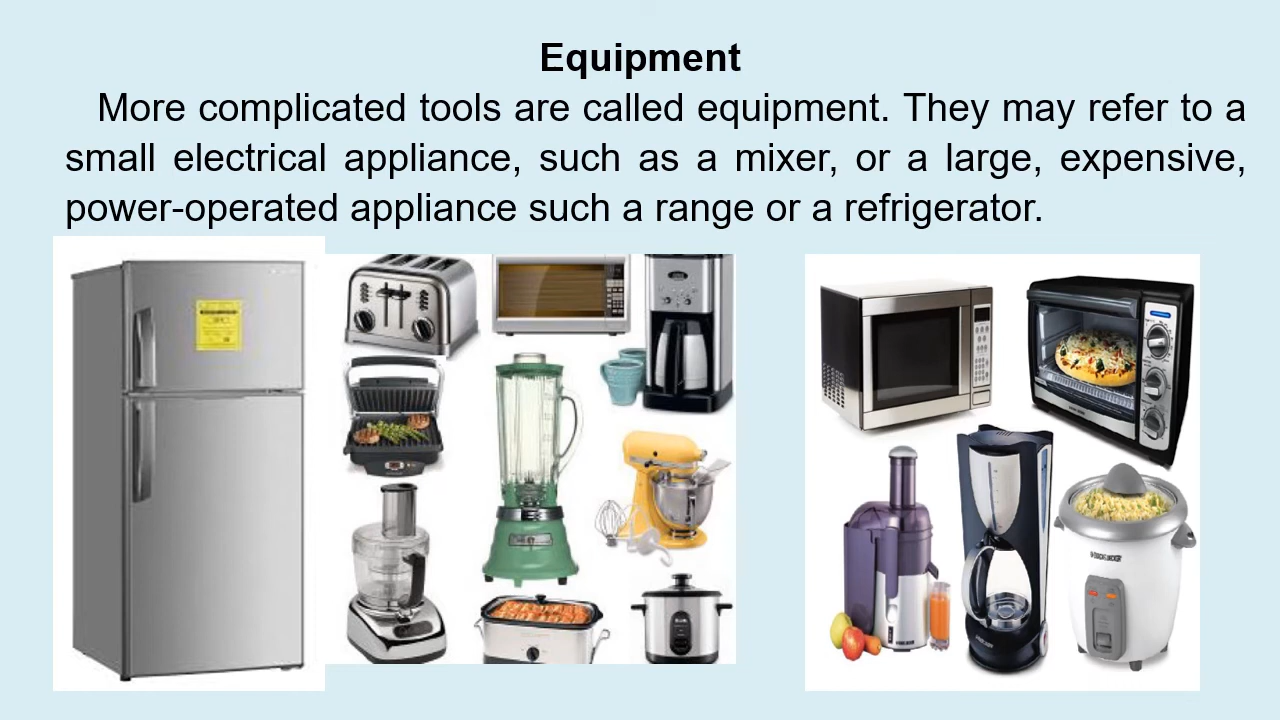 Equipment
More complicated tools are called equipment. They may refer to a
small electrical appliance, such as a mixer, or a large, expensive,
power-operated appliance such a range or a refrigerator.